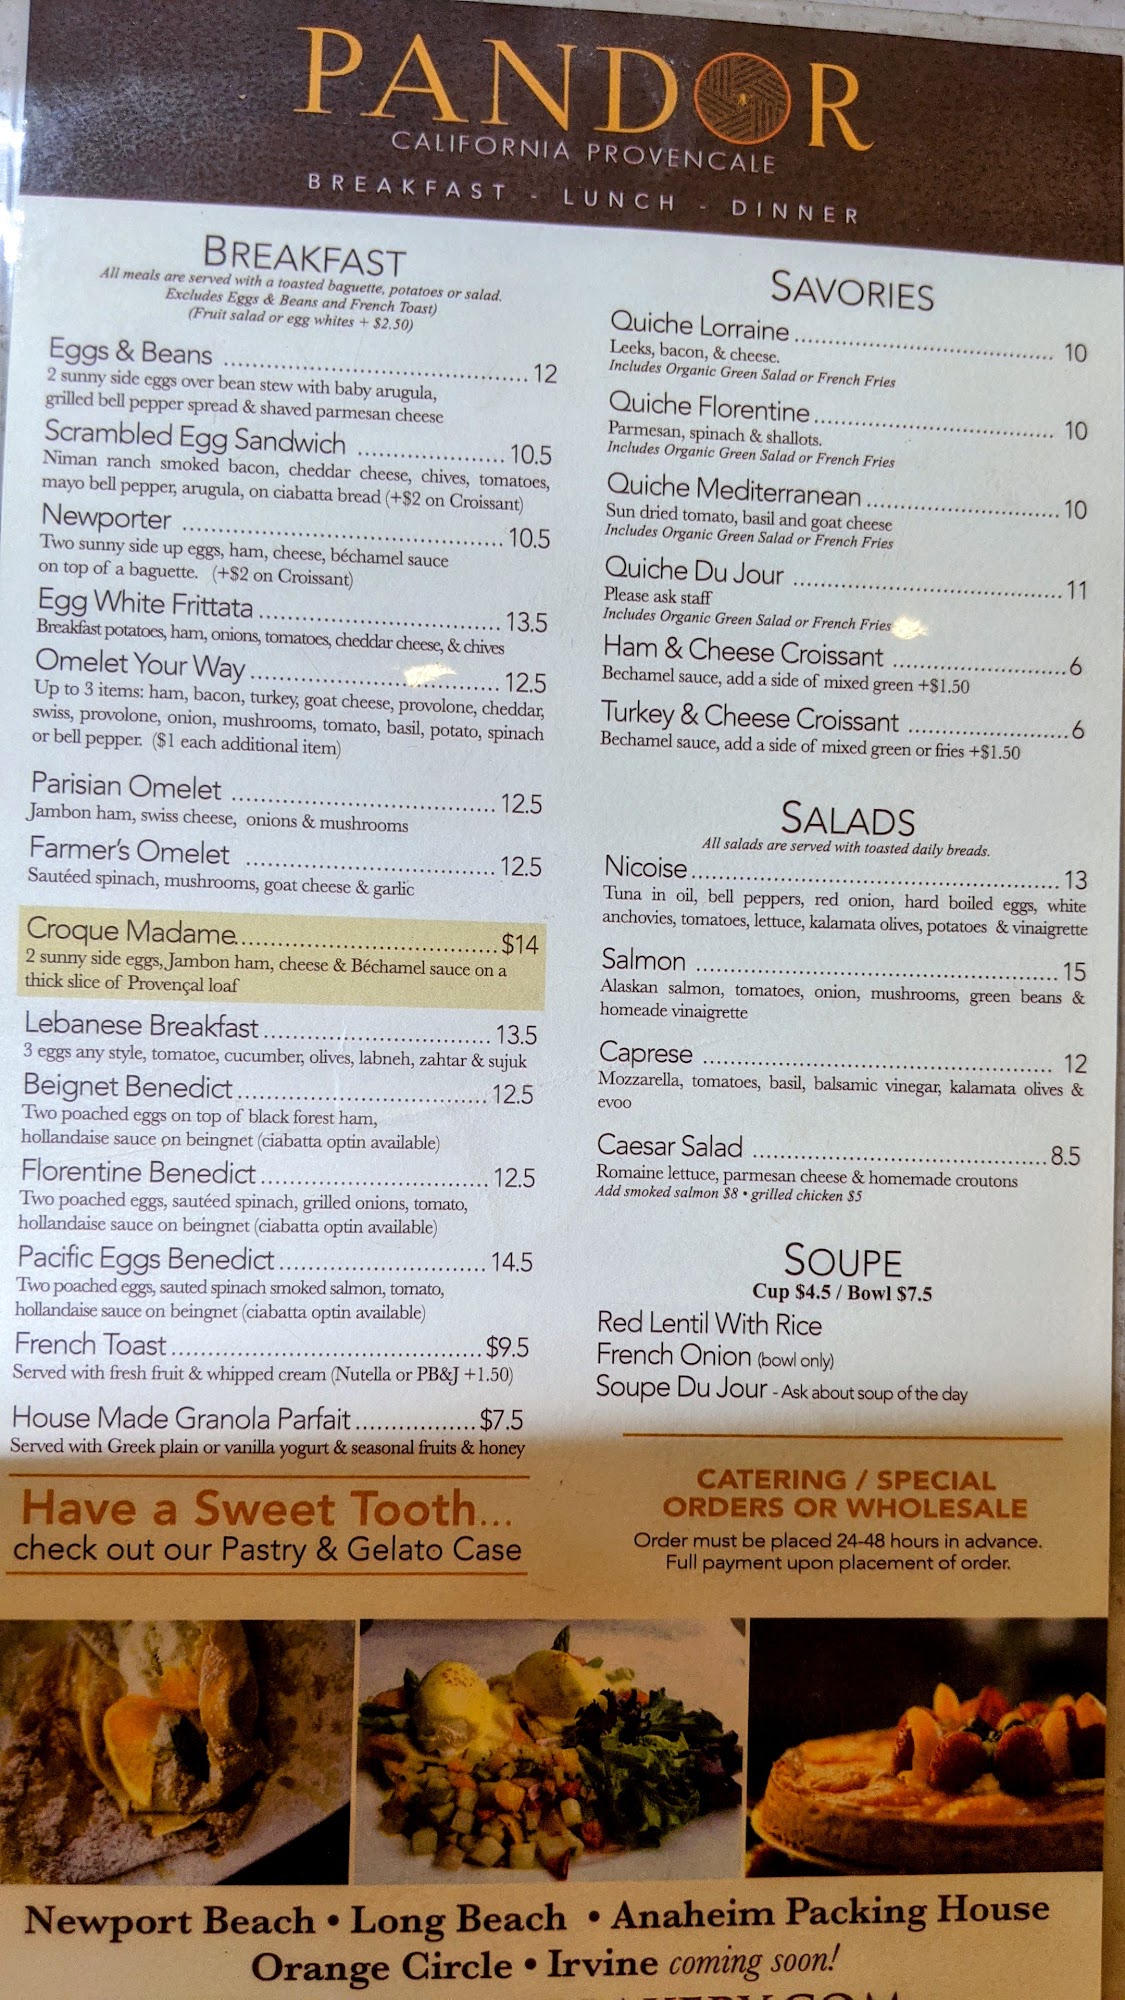 PANDOR
CALIFORNIA PROVENCALE
BREAKFAST - LUNCH - DINNER
BREAKFAST
All meals are served with a toasted baguette, potatoes or salad.
Excludes Eggs & Beans and French Toast)
(Fruit salad or egg whites + $2.50)
Eggs & Beans ........ 12
2 sunny side eggs over bean stew with baby arugula,
grilled bell pepper spread & shaved parmesan cheese
Scrambled Egg Sandwich ........ 10.5
Niman ranch smoked bacon, cheddar cheese, chives, tomatoes,
mayo bell pepper, arugula, on ciabatta bread (+$2 on Croissant)
Newporter ........ 10.5
Two sunny side up eggs, ham, cheese, béchamel sauce
on top of a baguette. (+$2 on Croissant)
Egg White Frittata ........ 13.5
Breakfast potatoes, ham, onions, tomatoes, cheddar cheese, & chives
Omelet Your Way ........ 12.5
Up to 3 items: ham, bacon, turkey, goat cheese, provolone, cheddar,
swiss, provolone, onion, mushrooms, tomato, basil, potato, spinach
or bell pepper. ($1 each additional item)
Parisian Omelet ........ 12.5
Jambon ham, swiss cheese, onions & mushrooms
Farmer's Omelet ........ 12.5
Sautéed spinach, mushrooms, goat cheese & garlic
Croque Madame ........ $14
2 sunny side eggs, Jambon ham, cheese & Béchamel sauce on a
thick slice of Provençal loaf
Lebanese Breakfast ........ 13.5
3 eggs any style, tomatoe, cucumber, olives, labneh, zahtar & sujuk
Beignet Benedict ........ 12.5
Two poached eggs on top of black forest ham,
hollandaise sauce on beingnet (ciabatta optin available)
Florentine Benedict ........ 12.5
Two poached eggs, sautéed spinach, grilled onions, tomato,
hollandaise sauce on beingnet (ciabatta optin available)
Pacific Eggs Benedict ........ 14.5
Two poached eggs, sauted spinach smoked salmon, tomato,
hollandaise sauce on beingnet (ciabatta optin available)
French Toast ........ $9.5
Served with fresh fruit & whipped cream (Nutella or PB&J +1.50)
House Made Granola Parfait ........ $7.5
Served with Greek plain or vanilla yogurt & seasonal fruits & honey
Have a Sweet Tooth...
check out our Pastry & Gelato Case
SAVORIES
Quiche Lorraine ........ 10
Leeks, bacon, & cheese.
Includes Organic Green Salad or French Fries
Quiche Florentine ........ 10
Parmesan, spinach & shallots.
Includes Organic Green Salad or French Fries
Quiche Mediterranean ........ 10
Sun dried tomato, basil and goat cheese
Includes Organic Green Salad or French Fries
Quiche Du Jour ........ 11
Please ask staff
Includes Organic Green Salad or French Fries
Ham & Cheese Croissant ........ 6
Bechamel sauce, add a side of mixed green +$1.50
Turkey & Cheese Croissant ........ 6
Bechamel sauce, add a side of mixed green or fries +$1.50
SALADS
All salads are served with toasted daily breads.
Nicoise ........ 13
Tuna in oil, bell peppers, red onion, hard boiled eggs, white
anchovies, tomatoes, lettuce, kalamata olives, potatoes & vinaigrette
Salmon ........ 15
Alaskan salmon, tomatoes, onion, mushrooms, green beans &
homeade vinaigrette
Caprese ........ 12
Mozzarella, tomatoes, basil, balsamic vinegar, kalamata olives &
evoo
Caesar Salad ........ 8.5
Romaine lettuce, parmesan cheese & homemade croutons
Add smoked salmon $8 • grilled chicken $5
SOUPE
Cup $4.5 / Bowl $7.5
Red Lentil With Rice
French Onion (bowl only)
Soupe Du Jour - Ask about soup of the day
CATERING / SPECIAL
ORDERS OR WHOLESALE
Order must be placed 24-48 hours in advance.
Full payment upon placement of order.
Newport Beach • Long Beach • Anaheim Packing House
Orange Circle • Irvine coming soon!